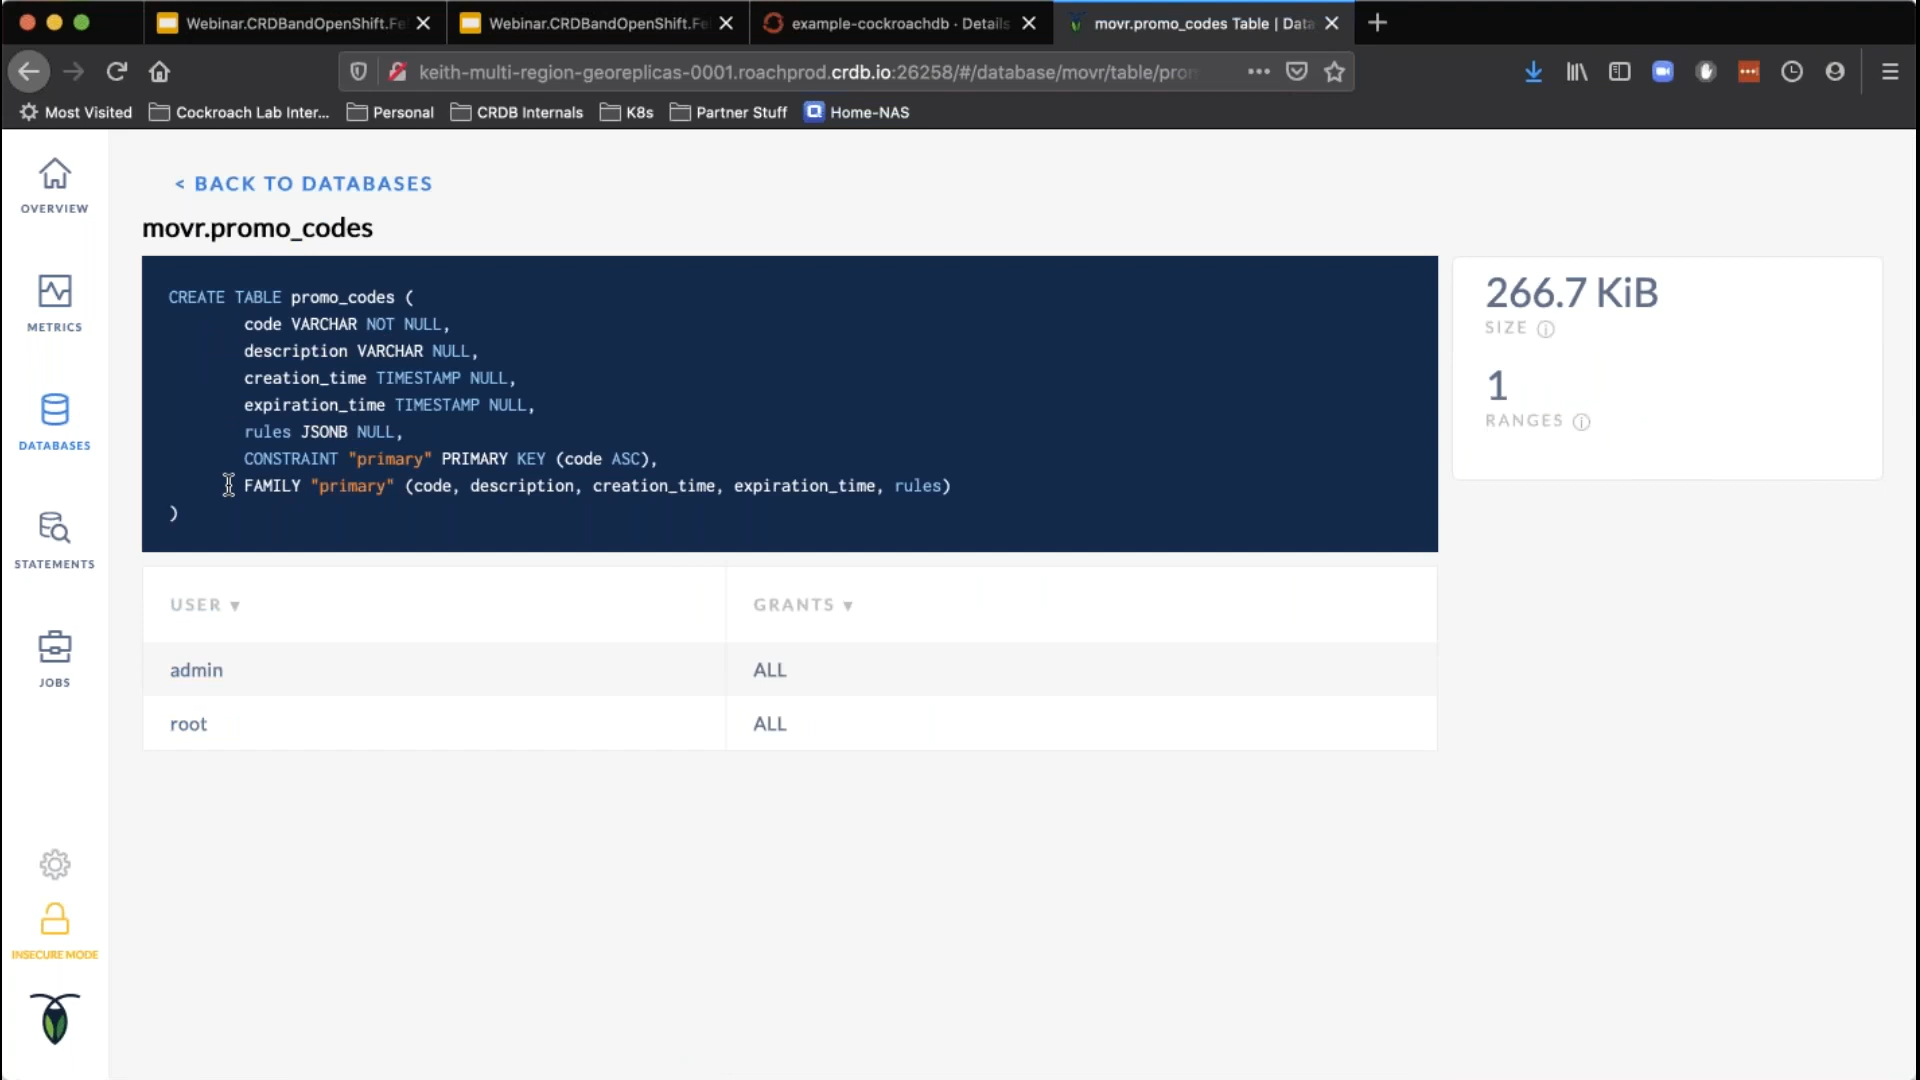 Webinar.CRDBandOpenShift.Fe
Webinar.CRDBandOpenShift.Fe
example-cockroachdb · Details
movr.promo_codes Table | Data
keith-multi-region-georeplicas-0001.roachprod.crdb.io:26258/#/database/movr/table/prom
Most Visited
Cockroach Lab Inter...
Personal
CRDB Internals
K8s
Partner Stuff
Home-NAS
OVERVIEW
METRICS
DATABASES
STATEMENTS
JOBS
INSECURE MODE
< BACK TO DATABASES
movr.promo_codes
CREATE TABLE promo_codes (
code VARCHAR NOT NULL,
description VARCHAR NULL,
creation_time TIMESTAMP NULL,
expiration_time TIMESTAMP NULL,
rules JSONB NULL,
CONSTRAINT "primary" PRIMARY KEY (code ASC),
FAMILY "primary" (code, description, creation_time, expiration_time, rules)
)
266.7 KiB
SIZE
1
RANGES
USER ▼ GRANTS ▼
admin ALL
root ALL